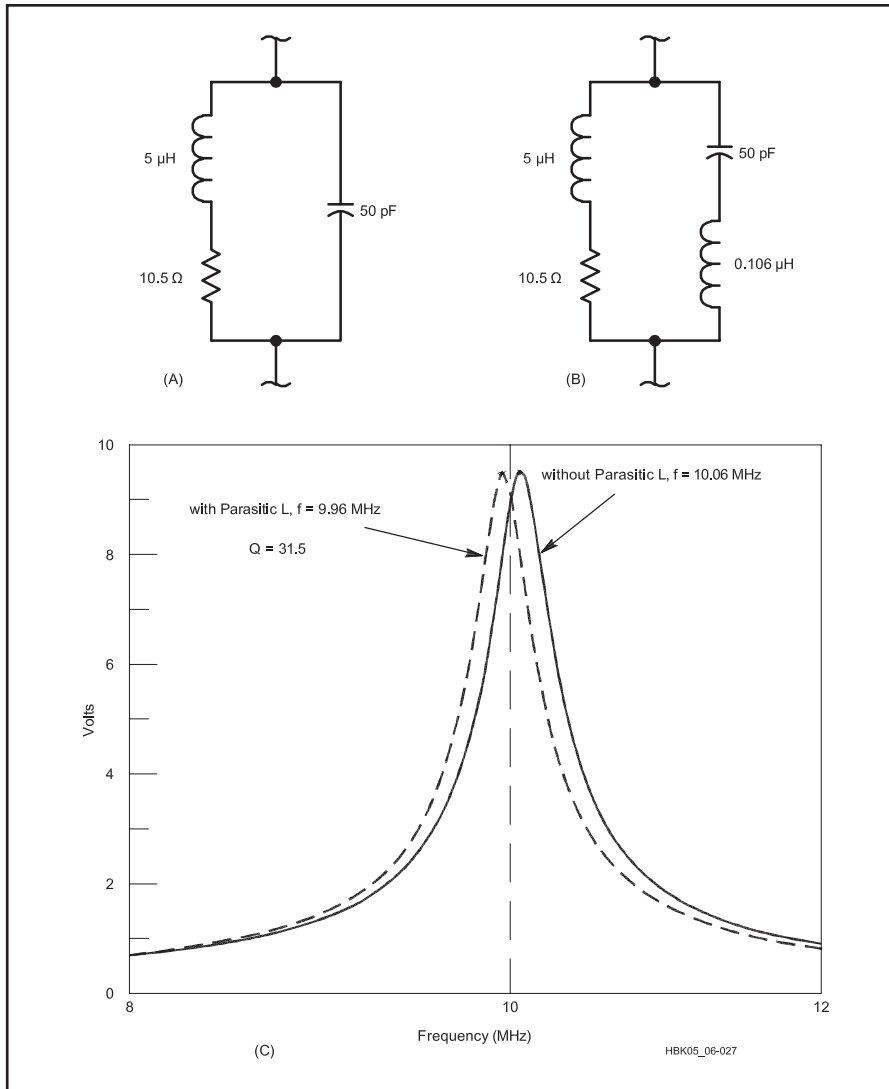 5 µH
50 pF
10.5 Ω
(A)
5 µH
50 pF
10.5 Ω
0.106 µH
(B)
10
8
6
4
2
0
Volts
with Parasitic L, f = 9.96 MHz
Q = 31.5
without Parasitic L, f = 10.06 MHz
8
10
12
Frequency (MHz)
(C)
HBK05_06-027